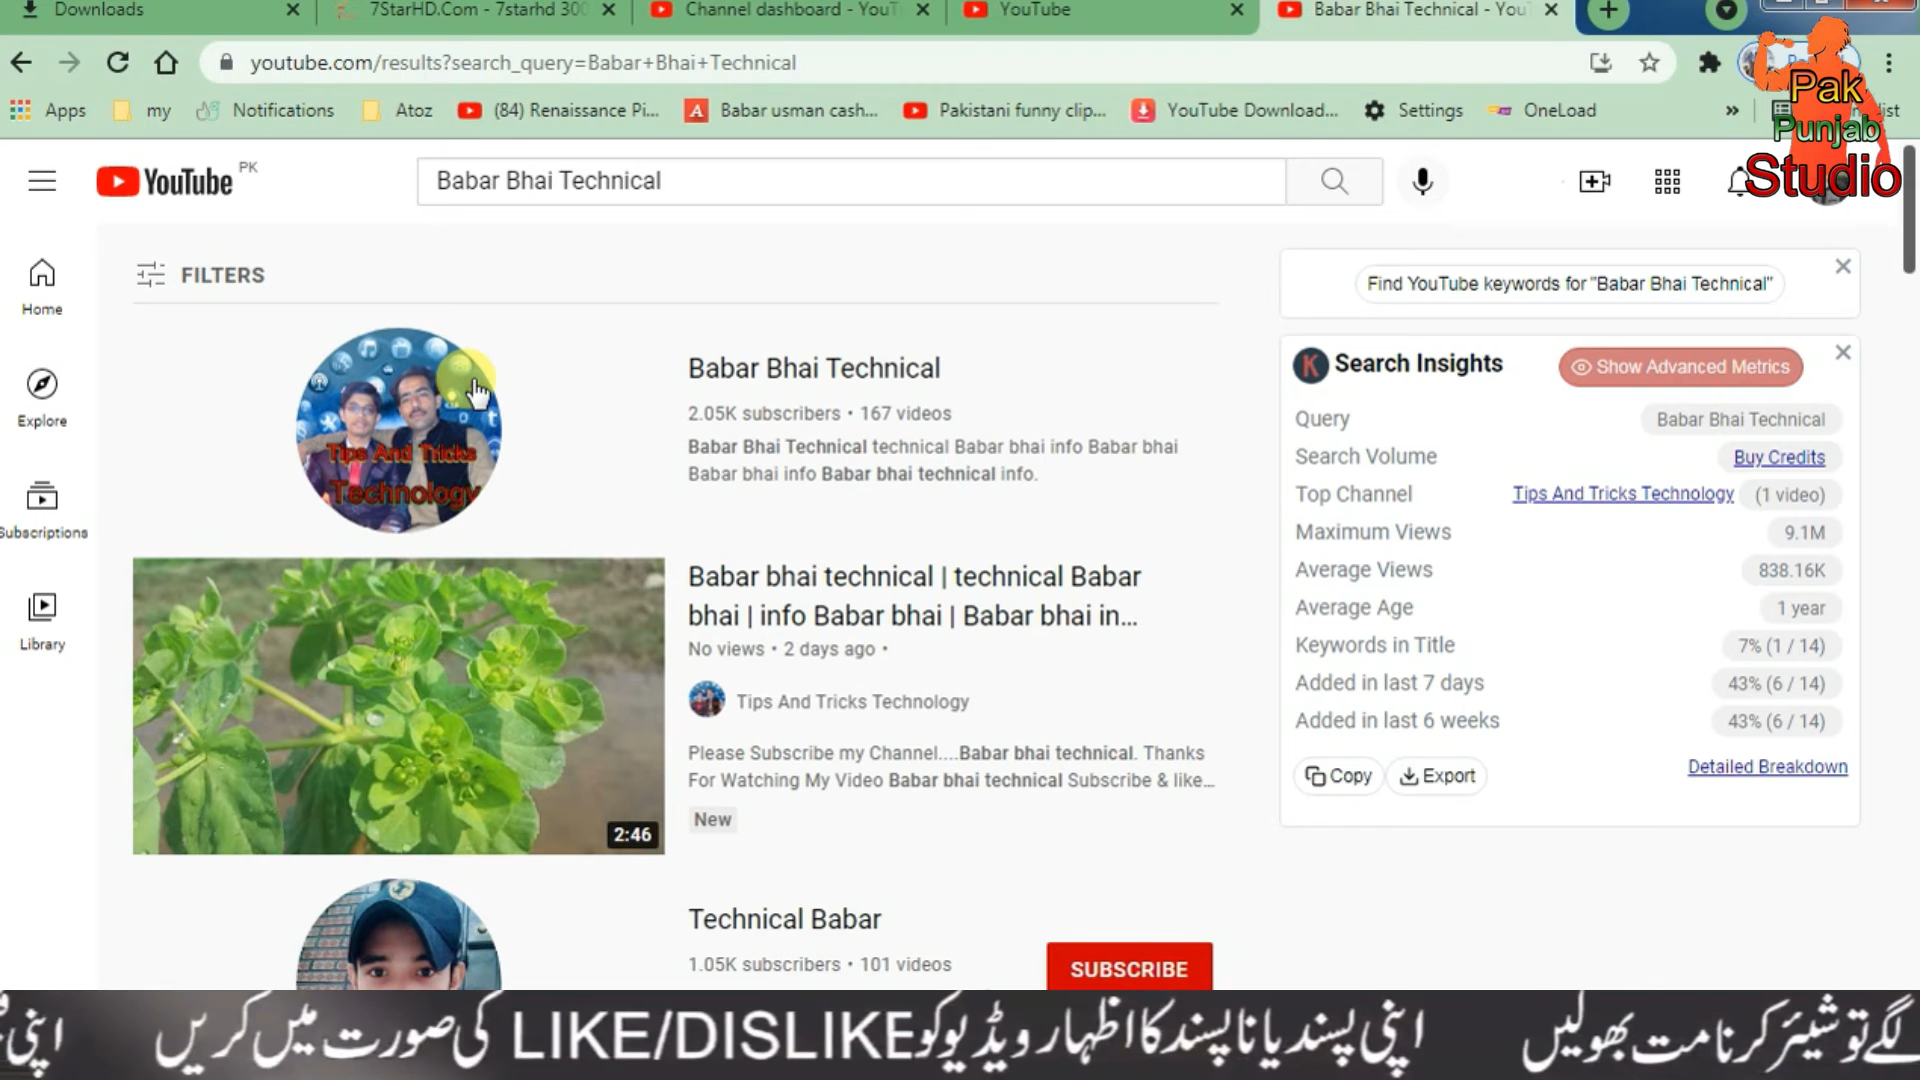 Downloads
7StarHD.Com - 7starhd 300
Channel dashboard - YouT
YouTube
Babar Bhai Technical - You
youtube.com/results?search_query=Babar+Bhai+Technical
Apps
my
Notifications
Atoz
(84) Renaissance Pi...
Babar usman cash...
Pakistani funny clip...
YouTube Download...
Settings
OneLoad
»
Pak
Punjab
Studio
YouTube PK
Babar Bhai Technical
Home
Explore
Subscriptions
Library
FILTERS
Tips And Tricks
Technology
Babar Bhai Technical
2.05K subscribers • 167 videos
Babar Bhai Technical technical Babar bhai info Babar bhai
Babar bhai info Babar bhai technical info.
2:46
Babar bhai technical | technical Babar
bhai | info Babar bhai | Babar bhai in...
No views • 2 days ago •
Tips And Tricks Technology
Please Subscribe my Channel....Babar bhai technical. Thanks
For Watching My Video Babar bhai technical Subscribe & like...
New
Technical Babar
1.05K subscribers • 101 videos
SUBSCRIBE
Find YouTube keywords for "Babar Bhai Technical"
K Search Insights
Show Advanced Metrics
Query Babar Bhai Technical
Search Volume Buy Credits
Top Channel Tips And Tricks Technology (1 video)
Maximum Views 9.1M
Average Views 838.16K
Average Age 1 year
Keywords in Title 7% (1 / 14)
Added in last 7 days 43% (6 / 14)
Added in last 6 weeks 43% (6 / 14)
Copy
Export
Detailed Breakdown
لگے تو شیئر کرنا مت بھولیں اپنی پسند یا ناپسند کا اظہار ویڈیو کو LIKE/DISLIKE کی صورت میں کریں اپنی